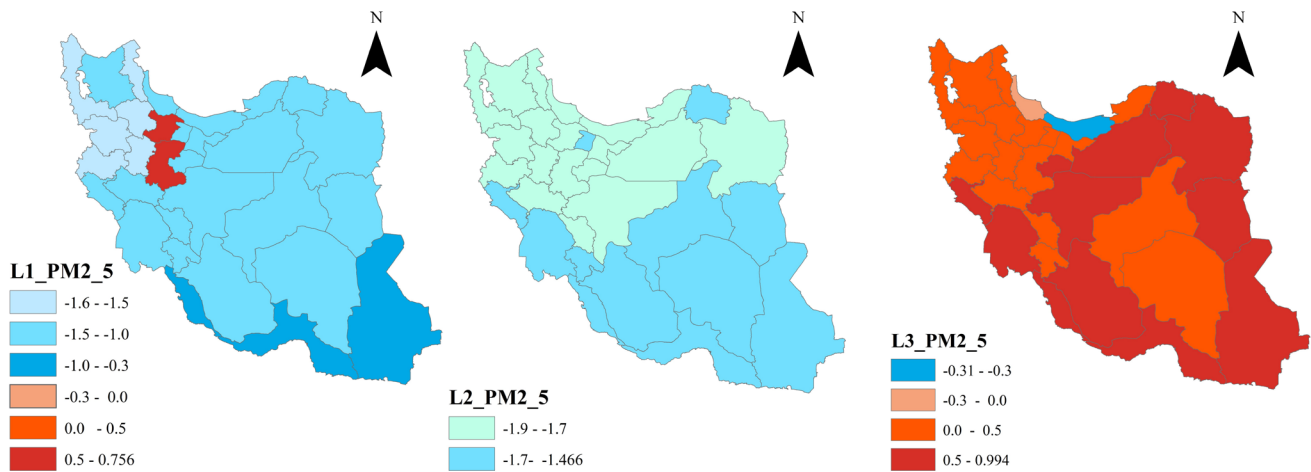 N
L1_PM2_5
-1.6 - -1.5
-1.5 - -1.0
-1.0 - -0.3
-0.3 - 0.0
0.0 - 0.5
0.5 - 0.756
N
L2_PM2_5
-1.9 - -1.7
-1.7- -1.466
N
L3_PM2_5
-0.31 - -0.3
-0.3 - 0.0
0.0 - 0.5
0.5 - 0.994